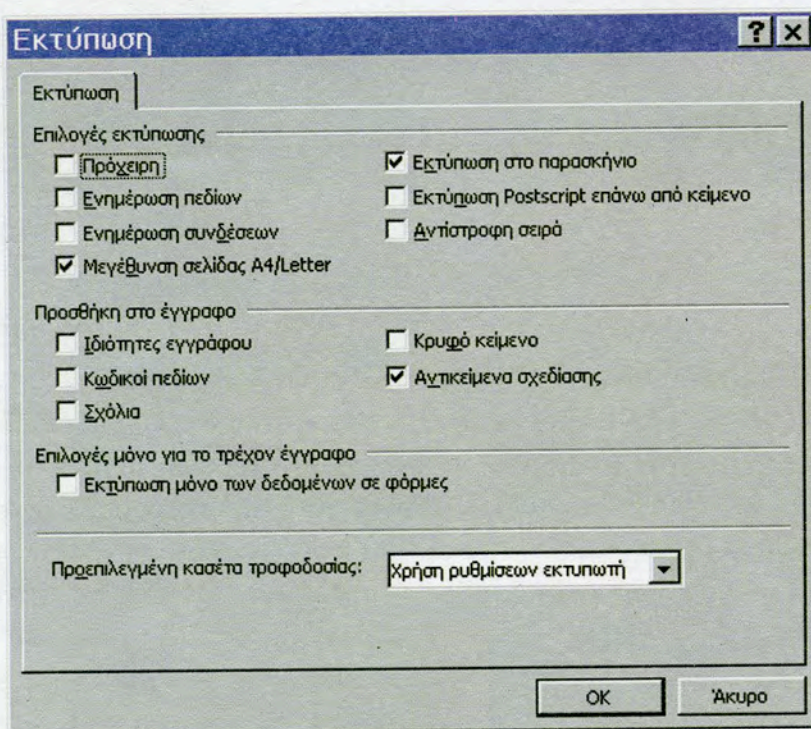 Εκτύπωση
Εκτύπωση
Επιλογές εκτύπωσης
Πρόχειρη
Ενημέρωση πεδίων
Ενημέρωση συνδέσεων
Μεγέθυνση σελίδας A4/Letter
Εκτύπωση στο παρασκήνιο
Εκτύπωση Postscript επάνω από κείμενο
Αντίστροφη σειρά
Προσθήκη στο έγγραφο
Ιδιότητες εγγράφου
Κωδικοί πεδίων
Σχόλια
Κρυφό κείμενο
Αντικείμενα σχεδίασης
Επιλογές μόνο για το τρέχον έγγραφο
Εκτύπωση μόνο των δεδομένων σε φόρμες
Προεπιλεγμένη κασέτα τροφοδοσίας:
Χρήση ρυθμίσεων εκτυπωτή
OK
Άκυρο